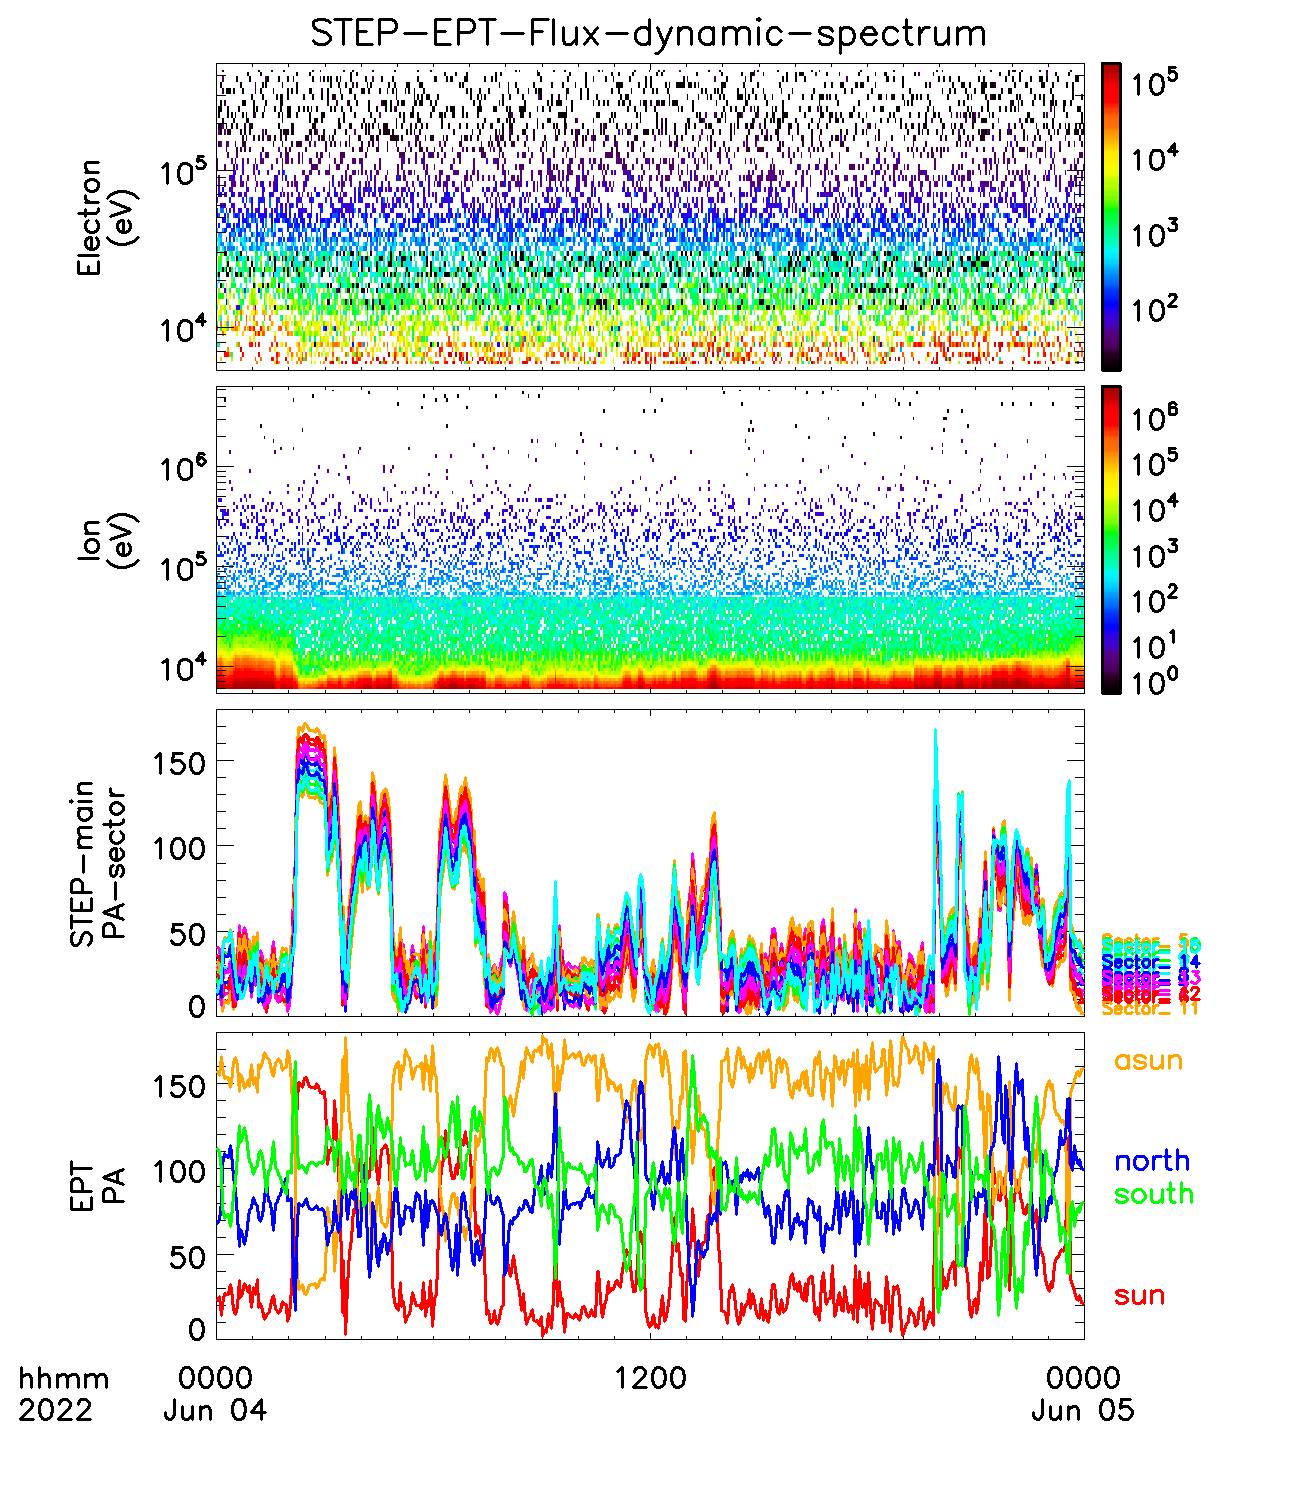 STEP-EPT-Flux-dynamic-spectrum
Electron
(eV)
10^5
10^4
10^5
10^4
10^3
10^2
Ion
(eV)
10^6
10^5
10^4
10^6
10^5
10^4
10^3
10^2
10^1
10^0
STEP-main
PA-sector
150
100
50
0
Sector_ 14
Sector_ 11
EPT
PA
150
100
50
0
asun
north
south
sun
hhmm 0000 1200 0000
2022 Jun 04 Jun 05